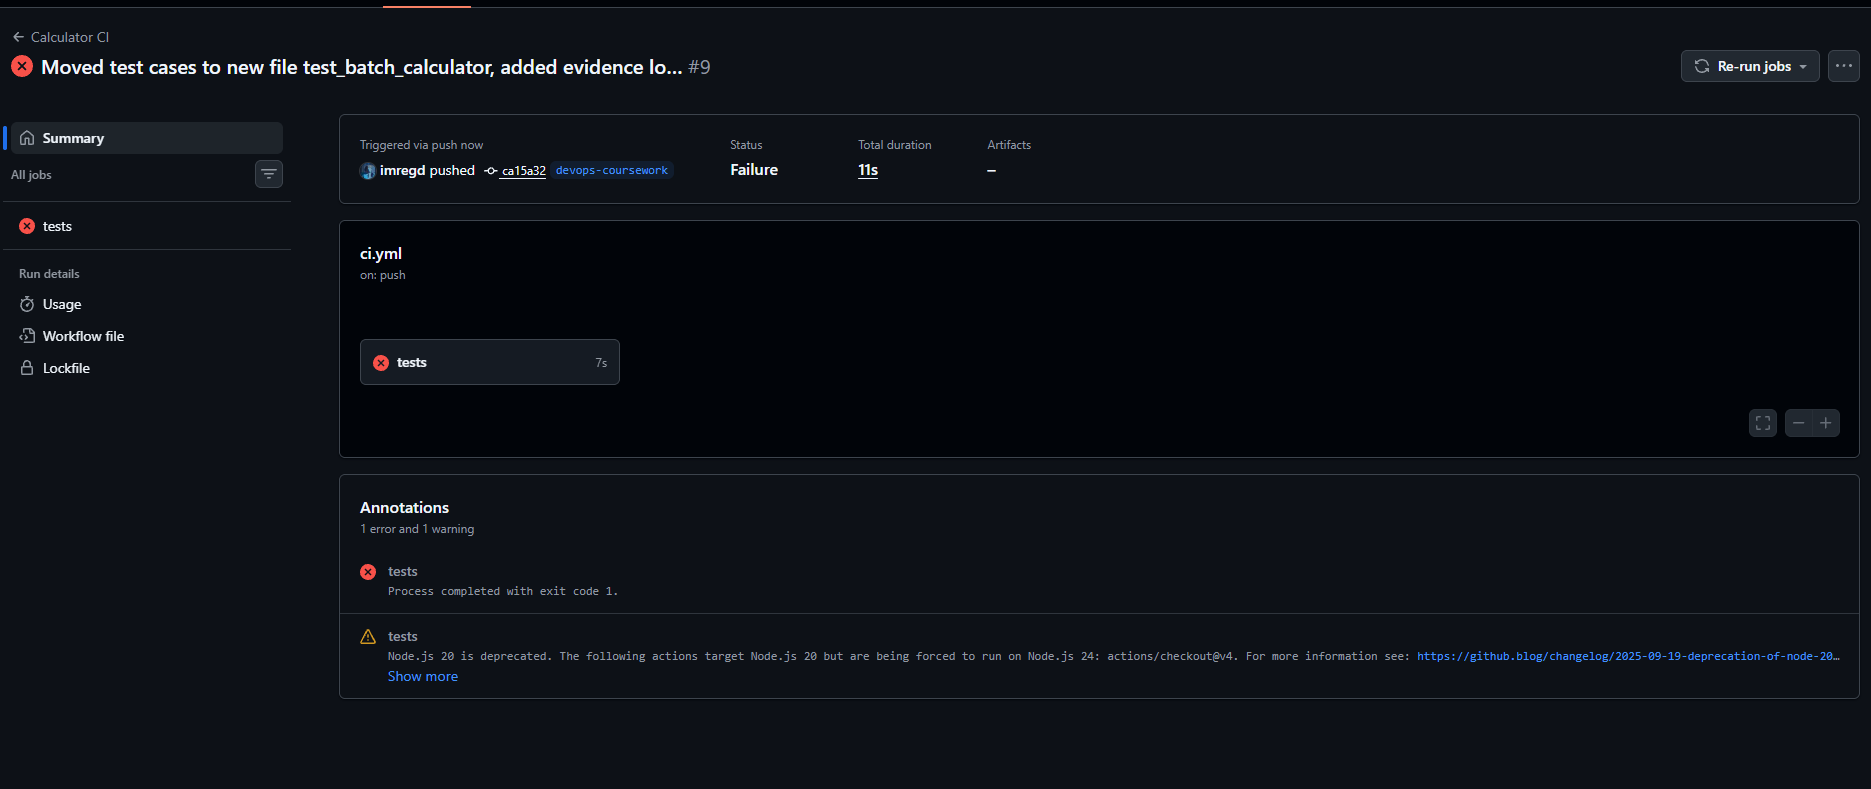 Calculator CI
Moved test cases to new file test_batch_calculator, added evidence lo... #9
Re-run jobs
Summary
All jobs
tests
Run details
Usage
Workflow file
Lockfile
Triggered via push now
imregd pushed ca15a32 devops-coursework
Status
Failure
Total duration
11s
Artifacts
–
ci.yml
on: push
tests 7s
Annotations
1 error and 1 warning
tests
Process completed with exit code 1.
tests
Node.js 20 is deprecated. The following actions target Node.js 20 but are being forced to run on Node.js 24: actions/checkout@v4. For more information see: https://github.blog/changelog/2025-09-19-deprecation-of-node-20…
Show more